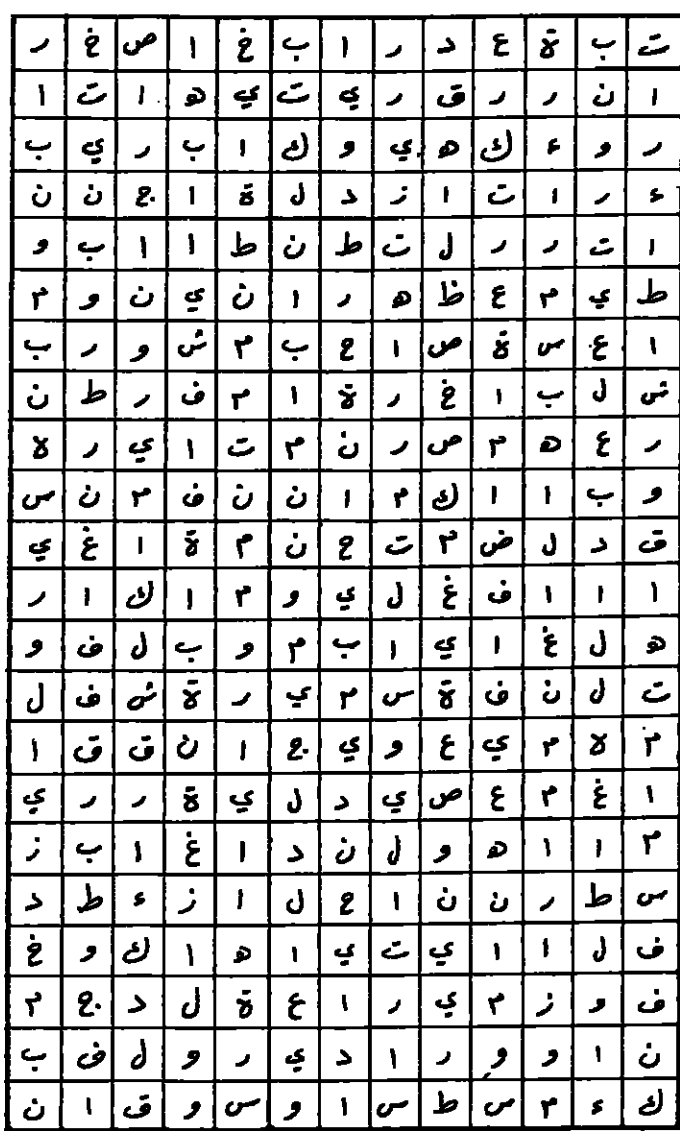 ت ب ة ع د ر ا ب خ ا ص خ ر
ا ن ر ر ق ر ي ت ي ه ا ت ا
ر و ء ك ه ي و ك ا ب ر ي ب
ء ر ا ت ا ز د ل ة ا ج ن ن
ا ت ر ر ل ت ط ن ط ا ا ب و
ط ي م ع ظ ه ر ا ن ي ن و م
ا ع س ة ص ا ح ب م ش و ر ب
ش ل ب ا خ ر ة ا م ف ر ط ن
ر ع ه م ص ر ن م ت ا ي ر لا
و ب ا ا ك م ا ن ن ف م ن س
ق د ل ض م ت ح ن م ة ا غ ي
ا ا ا ف غ ل ي و م ا ك ا ر
ه ل غ ا ي ا ب م و ب ل ف و
ت ل ن ف ة س م ي ر ة ش ف ل
م لا م ي ع و ي ج ا ن ق ق ا
ا غ م ع ص ي د ل ي ة ر ر ي
م ا ا ه و ل ن د ا غ ا ب ز
س ط ر ن ن ا ح ل ا ز ء ط د
ف ل ا ا ي ت ي ا ه ا ك و خ
ف و ز م ي ر ا ع ة ل د ج م
ن ا و و ر ا د ي ر و ل ف ب
ك ء م س ط س ا و س و ق ا ن